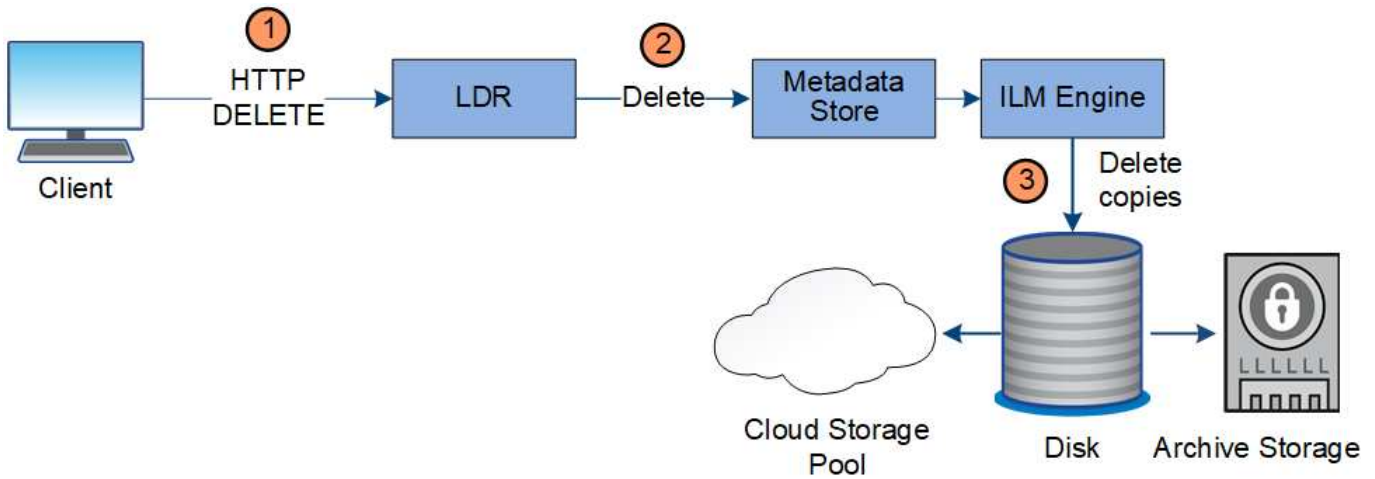 1
HTTP
DELETE
Client
LDR
2
Delete
Metadata
Store
ILM Engine
3
Delete
copies
LLLLLL
Cloud Storage
Pool
Disk
Archive Storage